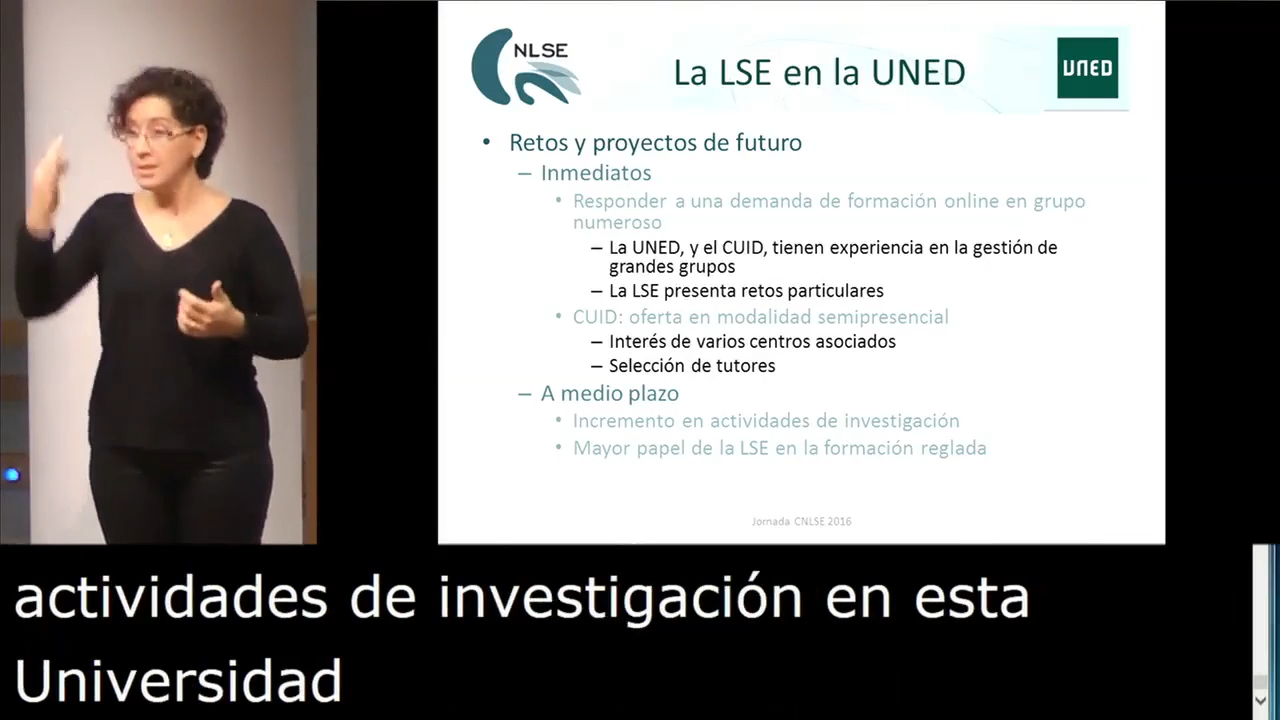 CNLSE
La LSE en la UNED
UNED
• Retos y proyectos de futuro
– Inmediatos
• Responder a una demanda de formación online en grupo
numeroso
– La UNED, y el CUID, tienen experiencia en la gestión de
grandes grupos
– La LSE presenta retos particulares
• CUID: oferta en modalidad semipresencial
– Interés de varios centros asociados
– Selección de tutores
– A medio plazo
• Incremento en actividades de investigación
• Mayor papel de la LSE en la formación reglada
Jornada CNLSE 2016
actividades de investigación en esta
Universidad